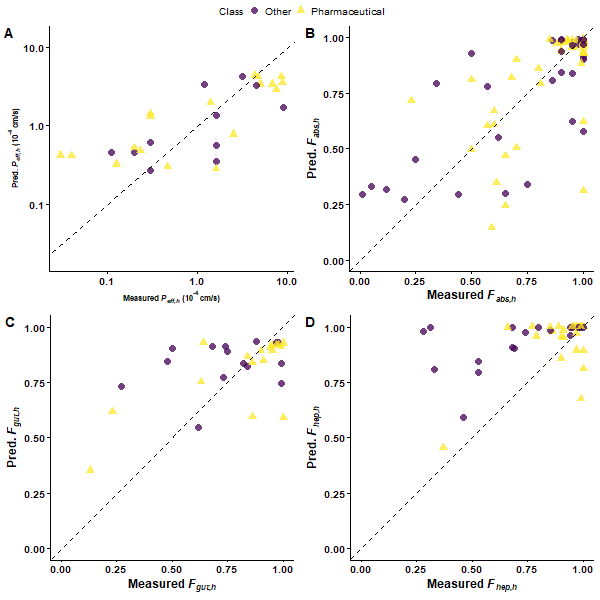 Class Other Pharmaceutical
A
10.0
1.0
0.1
0.1 1.0 10.0
Pred. Peff,h (10⁻⁴ cm/s)
Measured Peff,h (10⁻⁴ cm/s)
B
1.00
0.75
0.50
0.25
0.00
0.00 0.25 0.50 0.75 1.00
Pred. Fabs,h
Measured Fabs,h
C
1.00
0.75
0.50
0.25
0.00
0.00 0.25 0.50 0.75 1.00
Pred. Fgut,h
Measured Fgut,h
D
1.00
0.75
0.50
0.25
0.00
0.00 0.25 0.50 0.75 1.00
Pred. Fhep,h
Measured Fhep,h